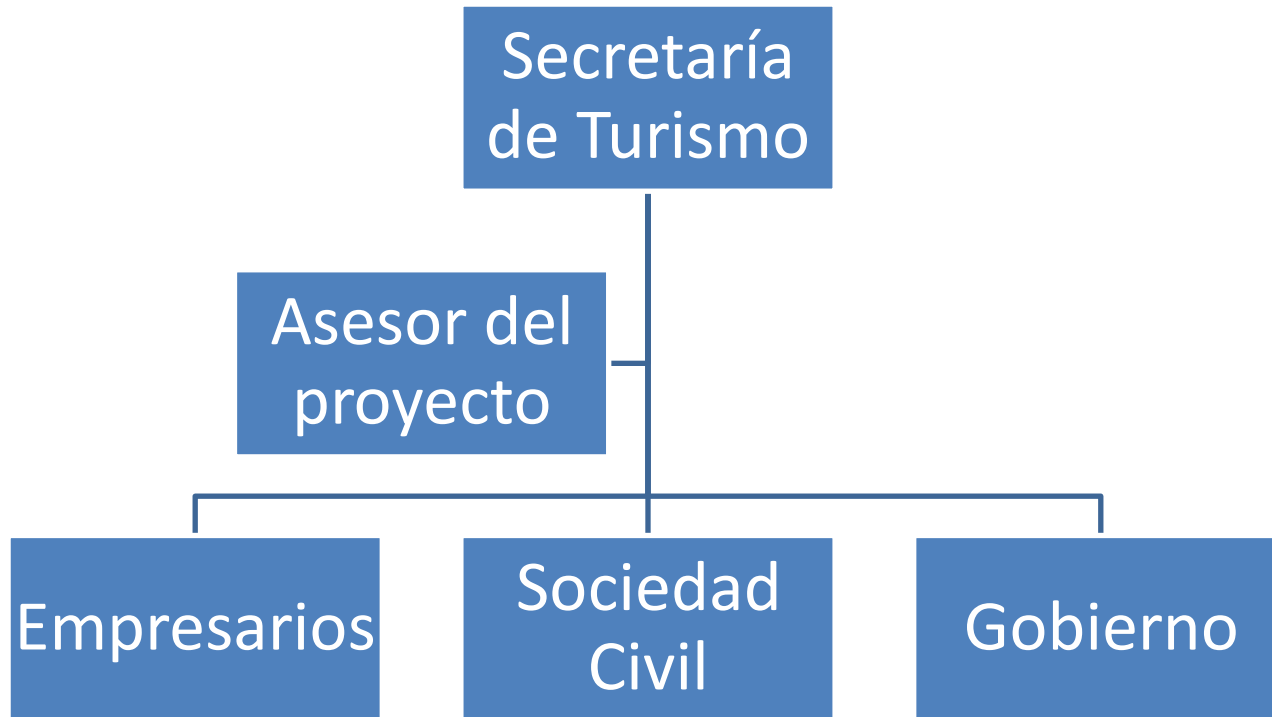 Secretaría
de Turismo
Asesor del
proyecto
Empresarios
Sociedad
Civil
Gobierno